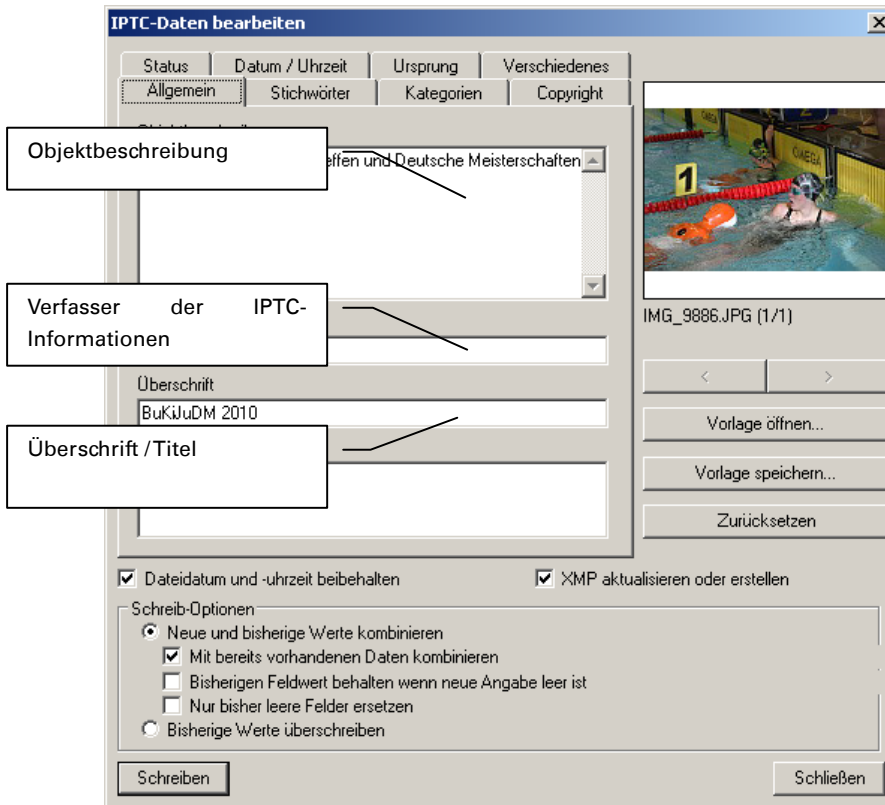 IPTC-Daten bearbeiten
Status Datum / Uhrzeit Ursprung Verschiedenes
Allgemein Stichwörter Kategorien Copyright
Objektbeschreibung
effen und Deutsche Meisterschaften
OMEGA
OMEGA
1
Verfasser der IPTC-
Informationen
IMG_9886.JPG (1/1)
Überschrift
< >
BuKiJuDM 2010
Vorlage öffnen...
Überschrift / Titel
Vorlage speichern...
Zurücksetzen
Dateidatum und -uhrzeit beibehalten
XMP aktualisieren oder erstellen
Schreib-Optionen
Neue und bisherige Werte kombinieren
Mit bereits vorhandenen Daten kombinieren
Bisherigen Feldwert behalten wenn neue Angabe leer ist
Nur bisher leere Felder ersetzen
Bisherige Werte überschreiben
Schreiben
Schließen